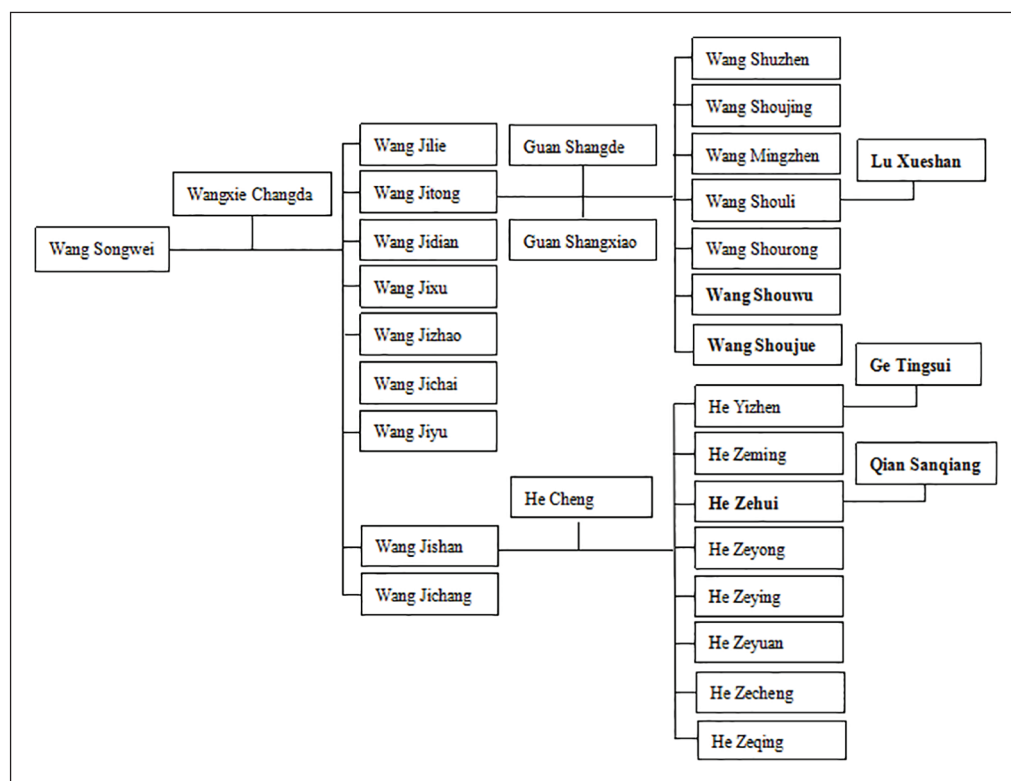 Wang Songwei
Wangxie Changda
Wang Jilie
Wang Jitong
Wang Jidian
Wang Jixu
Wang Jizhao
Wang Jichai
Wang Jiyu
Wang Jishan
Wang Jichang
Guan Shangde
Guan Shangxiao
He Cheng
Wang Shuzhen
Wang Shoujing
Wang Mingzhen
Wang Shouli
Wang Shourong
Wang Shouwu
Wang Shoujue
He Yizhen
He Zeming
He Zehui
He Zeyong
He Zeying
He Zeyuan
He Zecheng
He Zeqing
Lu Xueshan
Ge Tingsui
Qian Sanqiang